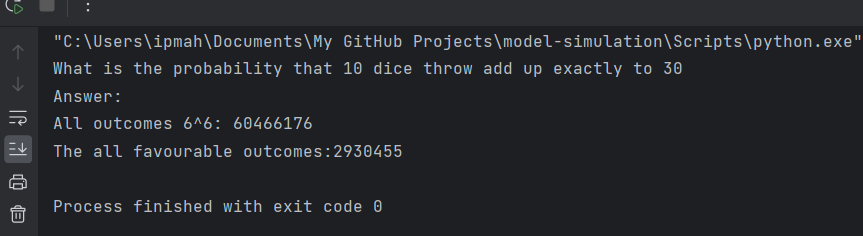 "C:\Users\ipmah\Documents\My GitHub Projects\model-simulation\Scripts\python.exe"
What is the probability that 10 dice throw add up exactly to 30
Answer:
All outcomes 6^6: 60466176
The all favourable outcomes:2930455
Process finished with exit code 0